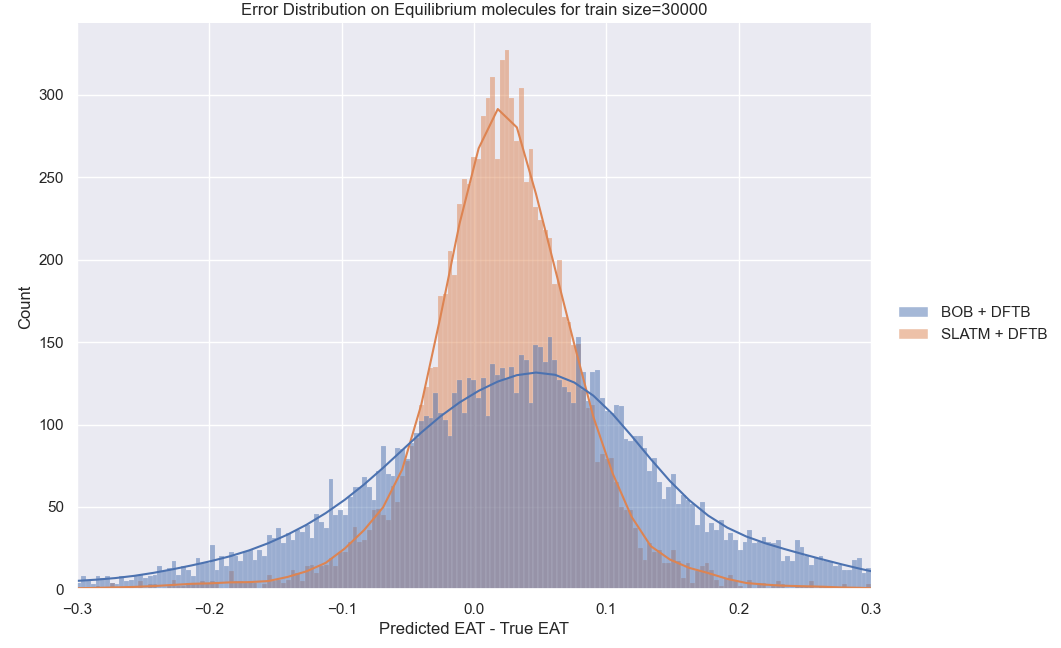 Error Distribution on Equilibrium molecules for train size=30000
300
250
200
150
100
50
0
Count
−0.3 −0.2 −0.1 0.0 0.1 0.2 0.3
Predicted EAT - True EAT
BOB + DFTB
SLATM + DFTB